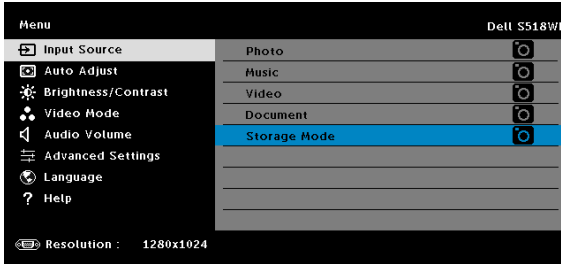 Menu
Dell S518W
Input Source
Auto Adjust
Brightness/Contrast
Video Mode
Audio Volume
Advanced Settings
Language
Help
Photo
Music
Video
Document
Storage Mode
Resolution : 1280x1024